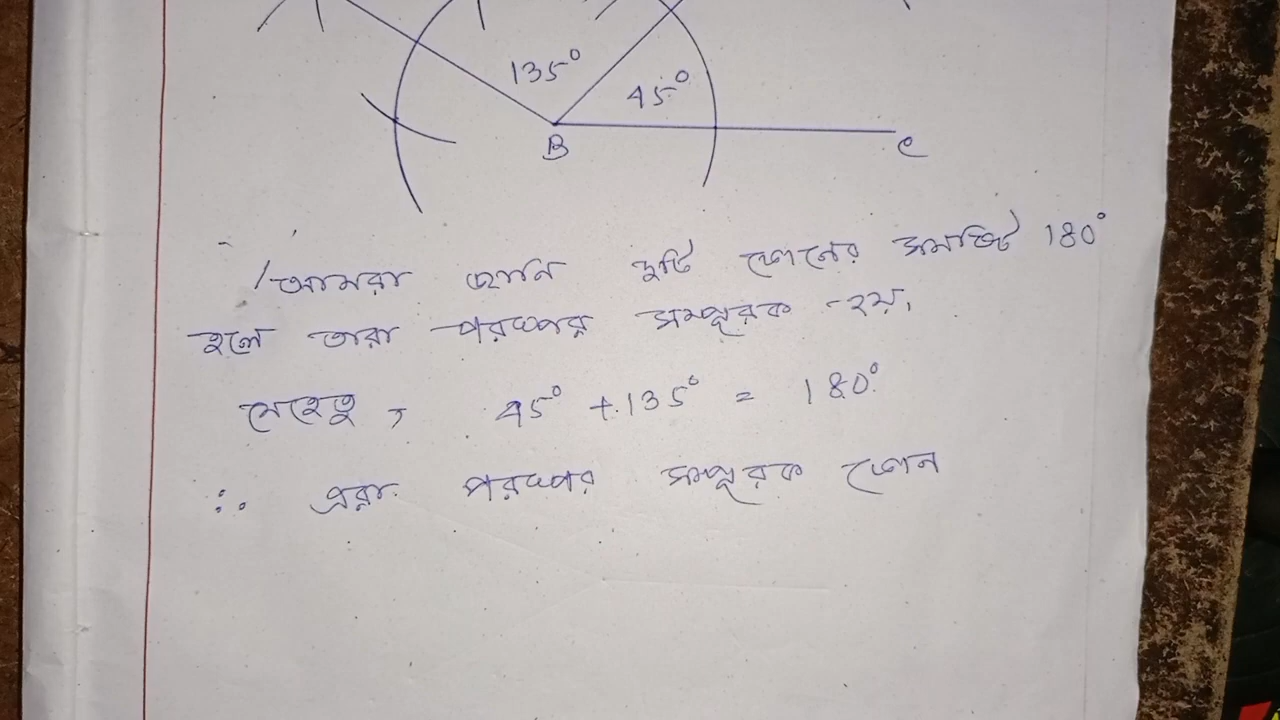 135°
45°
B
C
আমরা জানি দুটি কোনের সমষ্টি 180°
হলে তারা পরস্পর সম্পূরক হয়,
যেহেতু, 45° + 135° = 180°
∴ এরা পরস্পর সম্পূরক কোন